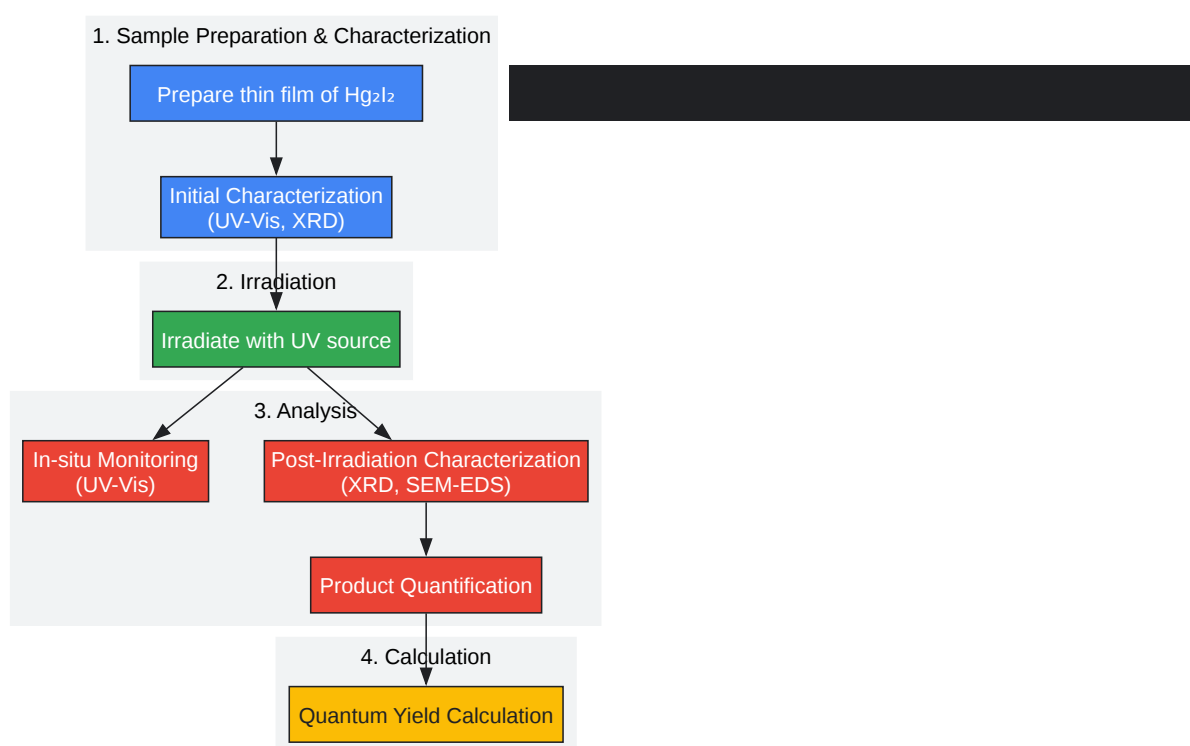 1. Sample Preparation & Characterization
Prepare thin film of Hg₂I₂
Initial Characterization
(UV-Vis, XRD)
2. Irradiation
Irradiate with UV source
3. Analysis
In-situ Monitoring
(UV-Vis)
Post-Irradiation Characterization
(XRD, SEM-EDS)
Product Quantification
4. Calculation
Quantum Yield Calculation